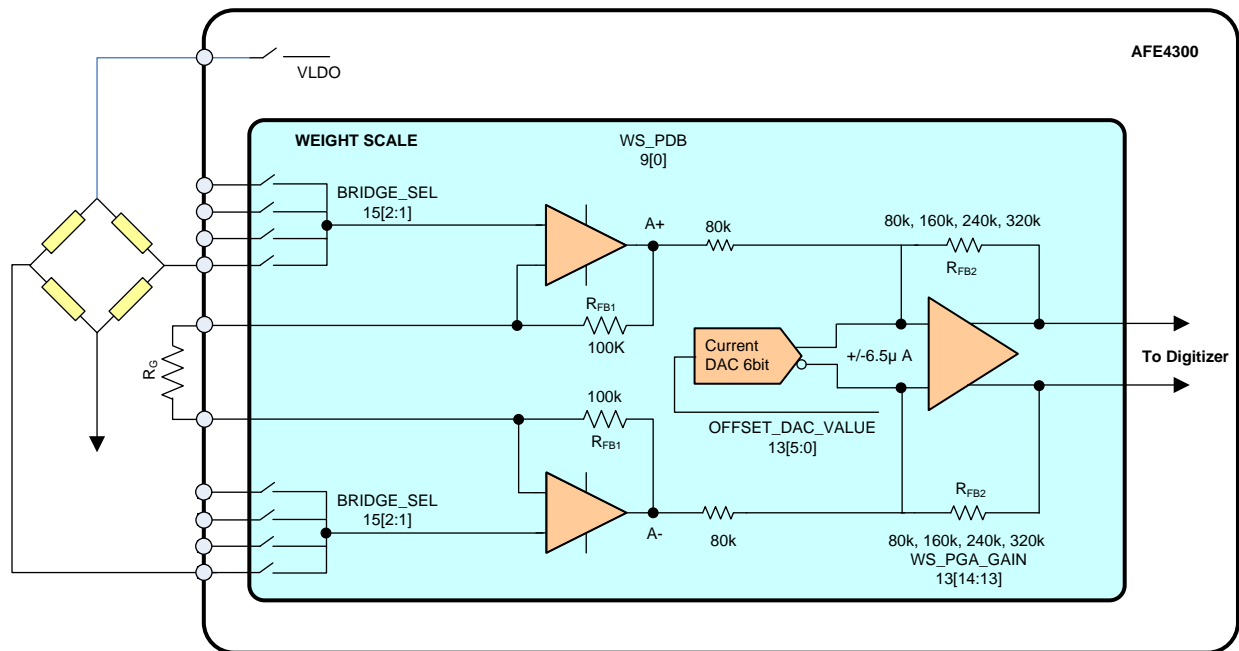 AFE4300
VLDO
WEIGHT SCALE
WS_PDB
9[0]
BRIDGE_SEL
15[2:1]
A+
80k
80k, 160k, 240k, 320k
RFB2
RFB1
100K
Current
DAC 6bit
+/-6.5µ A
To Digitizer
RG
100k
RFB1
OFFSET_DAC_VALUE
13[5:0]
BRIDGE_SEL
15[2:1]
A-
80k
RFB2
80k, 160k, 240k, 320k
WS_PGA_GAIN
13[14:13]